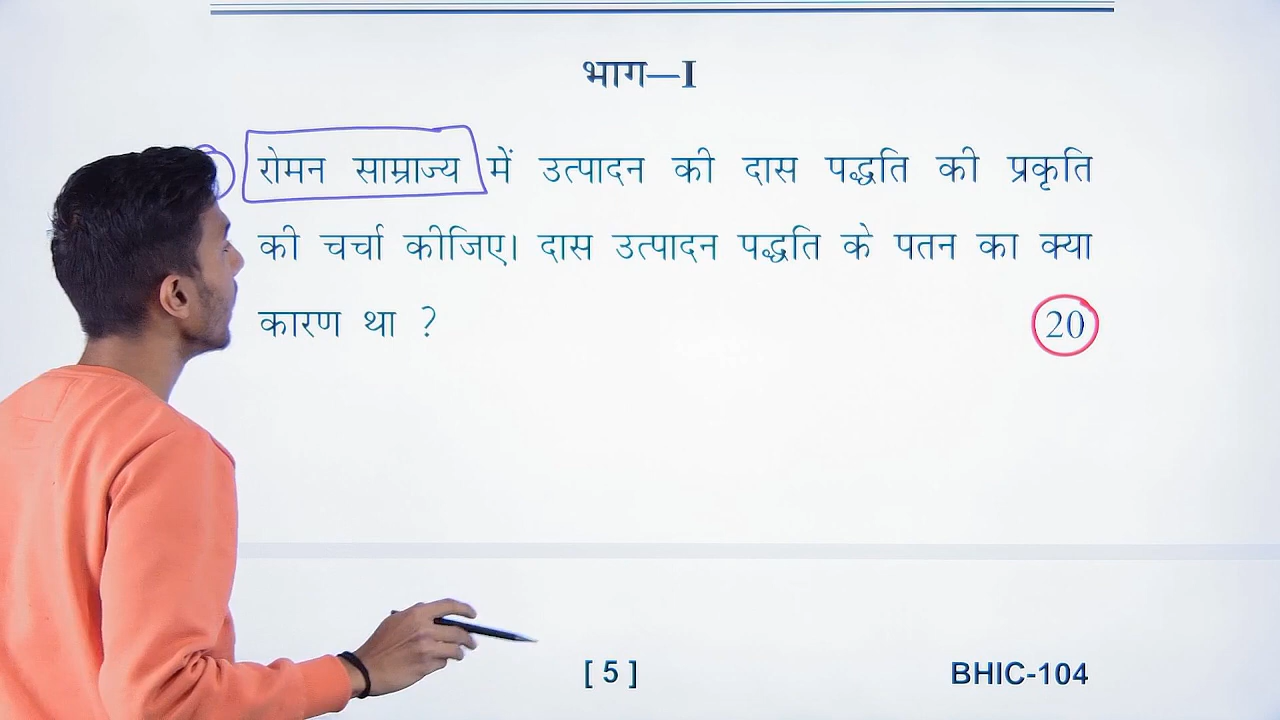 भाग—I
रोमन साम्राज्य में उत्पादन की दास पद्धति की प्रकृति
की चर्चा कीजिए। दास उत्पादन पद्धति के पतन का क्या
कारण था ? 20
[ 5 ] BHIC-104